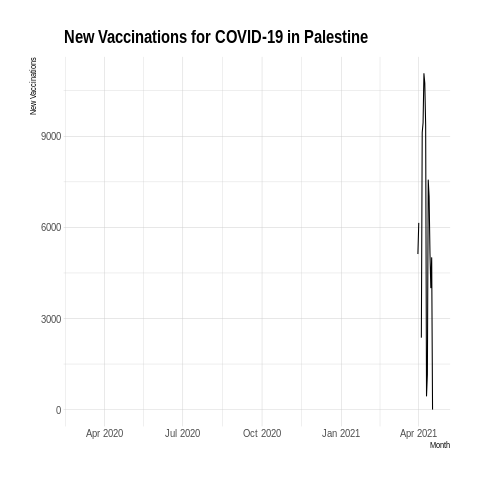 New Vaccinations for COVID-19 in Palestine
New Vaccinations
9000
6000
3000
0
Apr 2020 Jul 2020 Oct 2020 Jan 2021 Apr 2021
Month